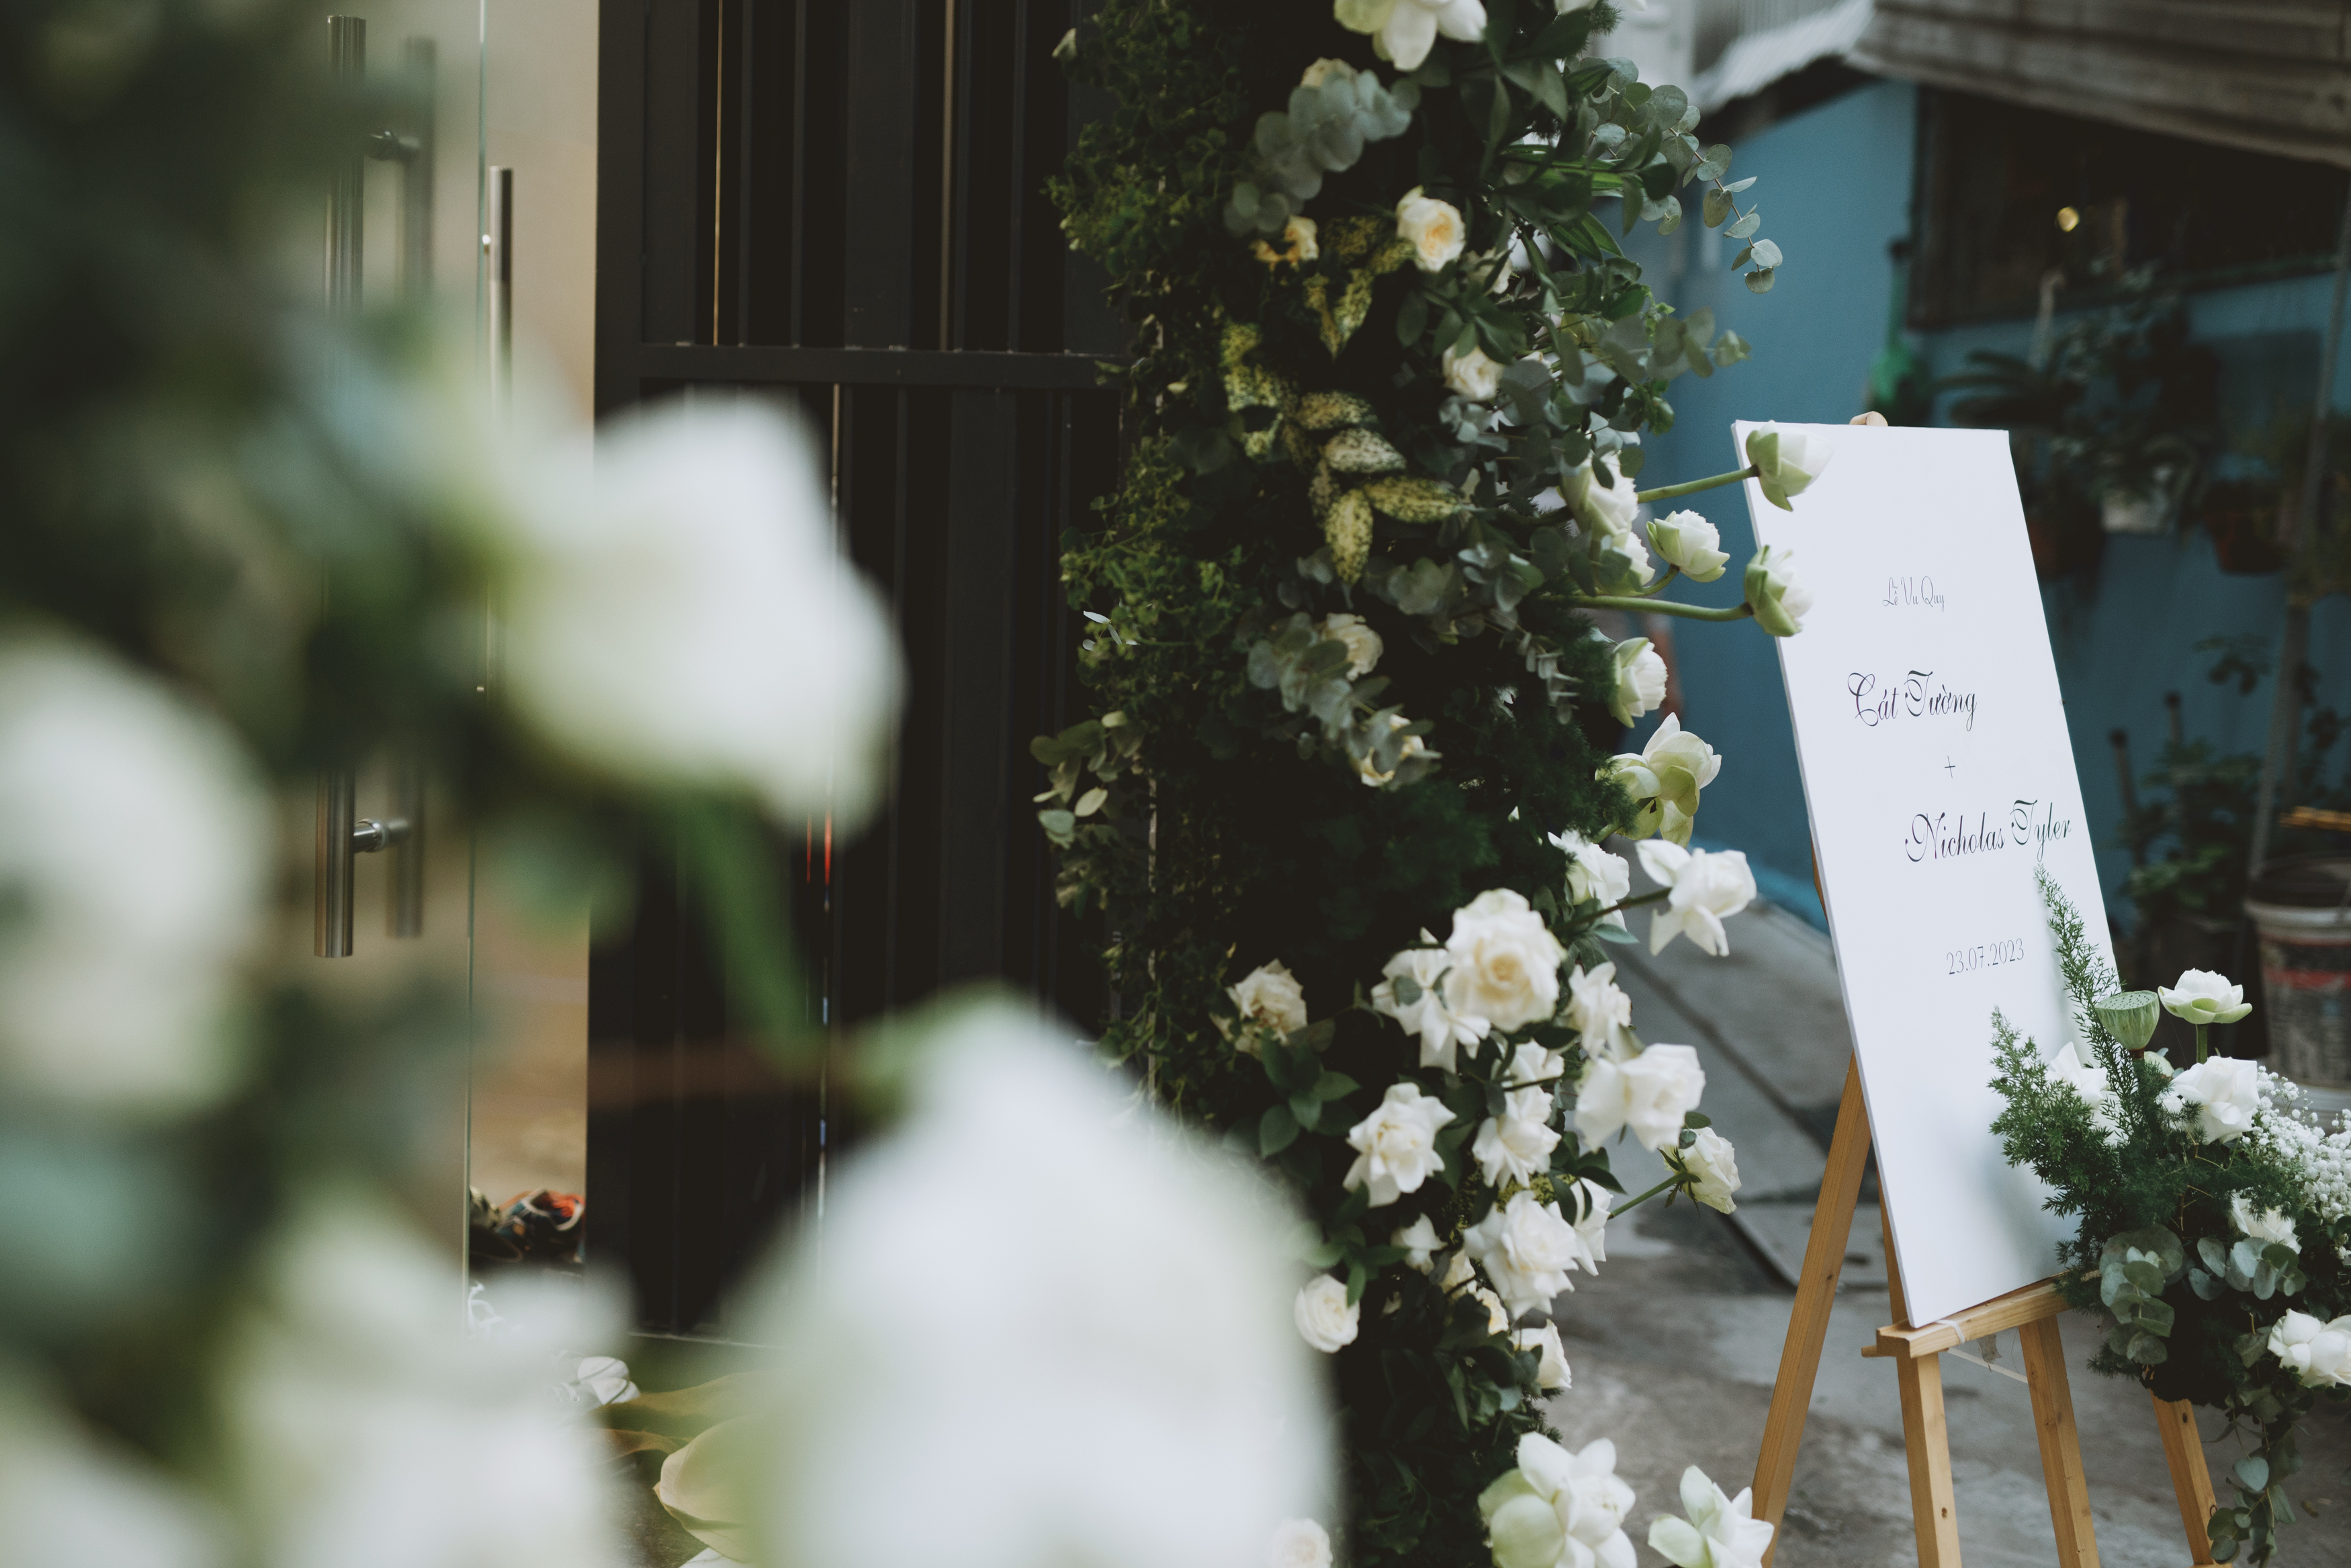 Lễ Vu Quy
Cát Tường
+
Nicholas Tyler
23.07.2023